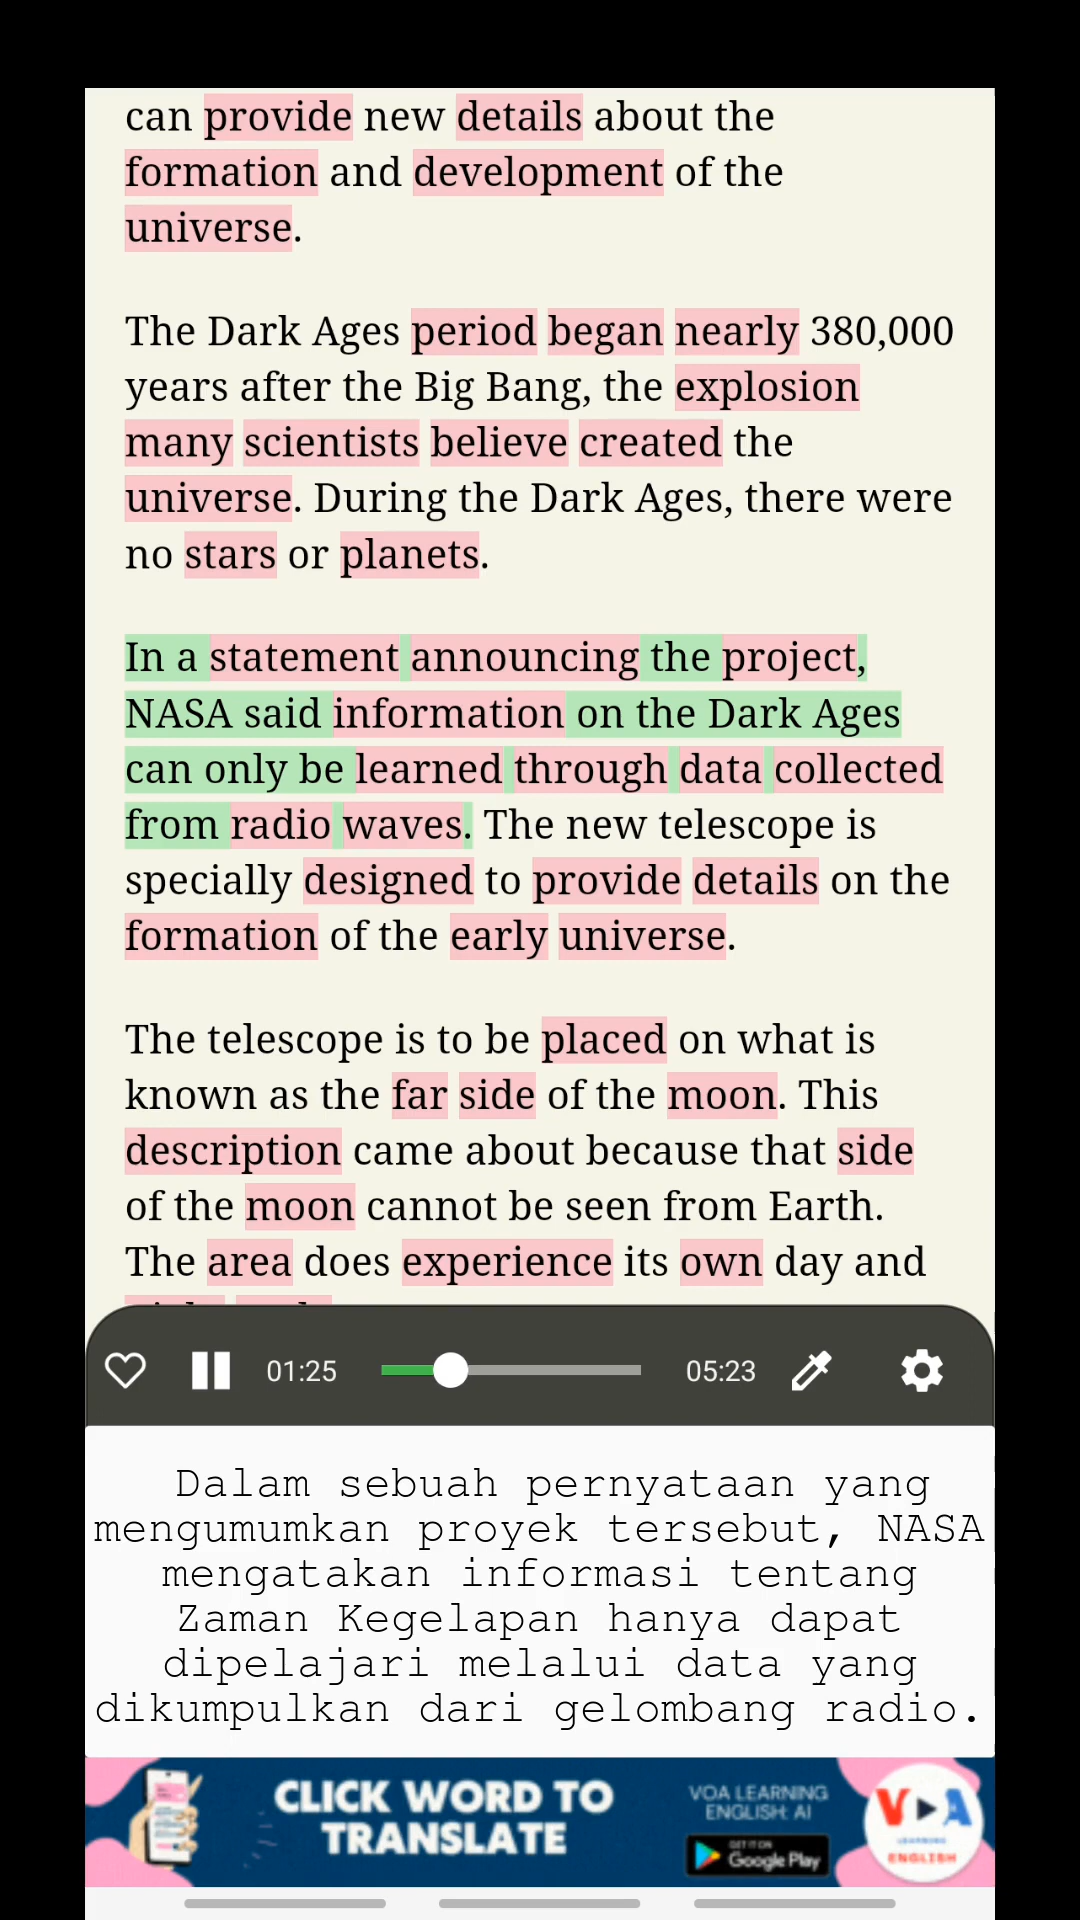 can provide new details about the
formation and development of the
universe.
The Dark Ages period began nearly 380,000
years after the Big Bang, the explosion
many scientists believe created the
universe. During the Dark Ages, there were
no stars or planets.
In a statement announcing the project,
NASA said information on the Dark Ages
can only be learned through data collected
from radio waves. The new telescope is
specially designed to provide details on the
formation of the early universe.
The telescope is to be placed on what is
known as the far side of the moon. This
description came about because that side
of the moon cannot be seen from Earth.
The area does experience its own day and
01:25 05:23
Dalam sebuah pernyataan yang
mengumumkan proyek tersebut, NASA
mengatakan informasi tentang
Zaman Kegelapan hanya dapat
dipelajari melalui data yang
dikumpulkan dari gelombang radio.
CLICK WORD TO
TRANSLATE
VOA LEARNING
ENGLISH: AI
GET IT ON
Google Play
VOA
LEARNING
ENGLISH